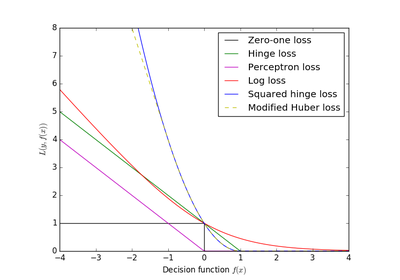 8
7
6
5
4
3
2
1
0
L(y, f(x))
Zero-one loss
Hinge loss
Perceptron loss
Log loss
Squared hinge loss
Modified Huber loss
−4 −3 −2 −1 0 1 2 3 4
Decision function f(x)